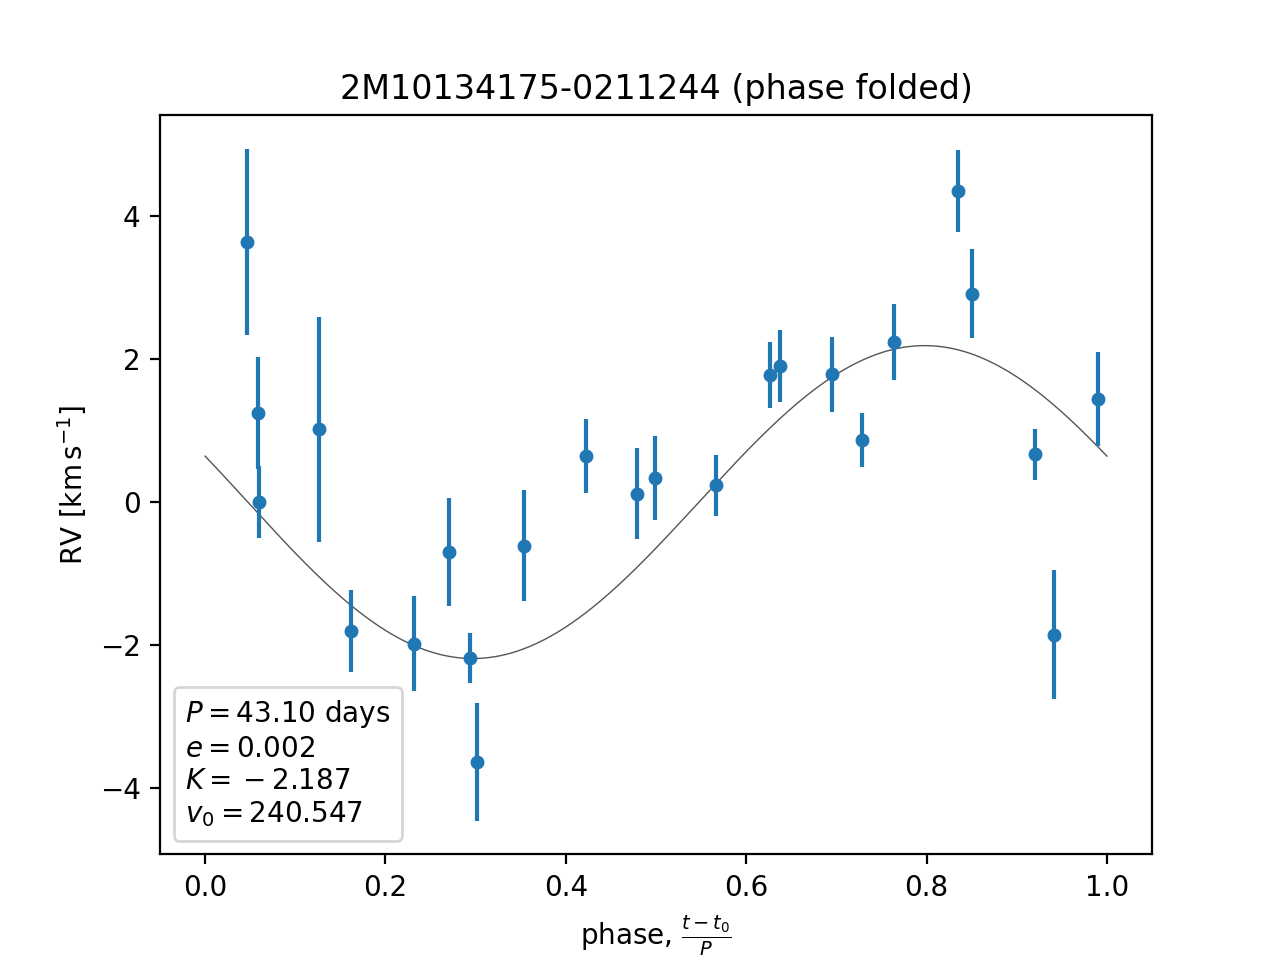 2M10134175-0211244 (phase folded)
RV [km s⁻¹]
4
2
0
−2
−4
P = 43.10 days
e = 0.002
K = −2.187
v₀ = 240.547
0.0 0.2 0.4 0.6 0.8 1.0
phase, (t − t₀)/P